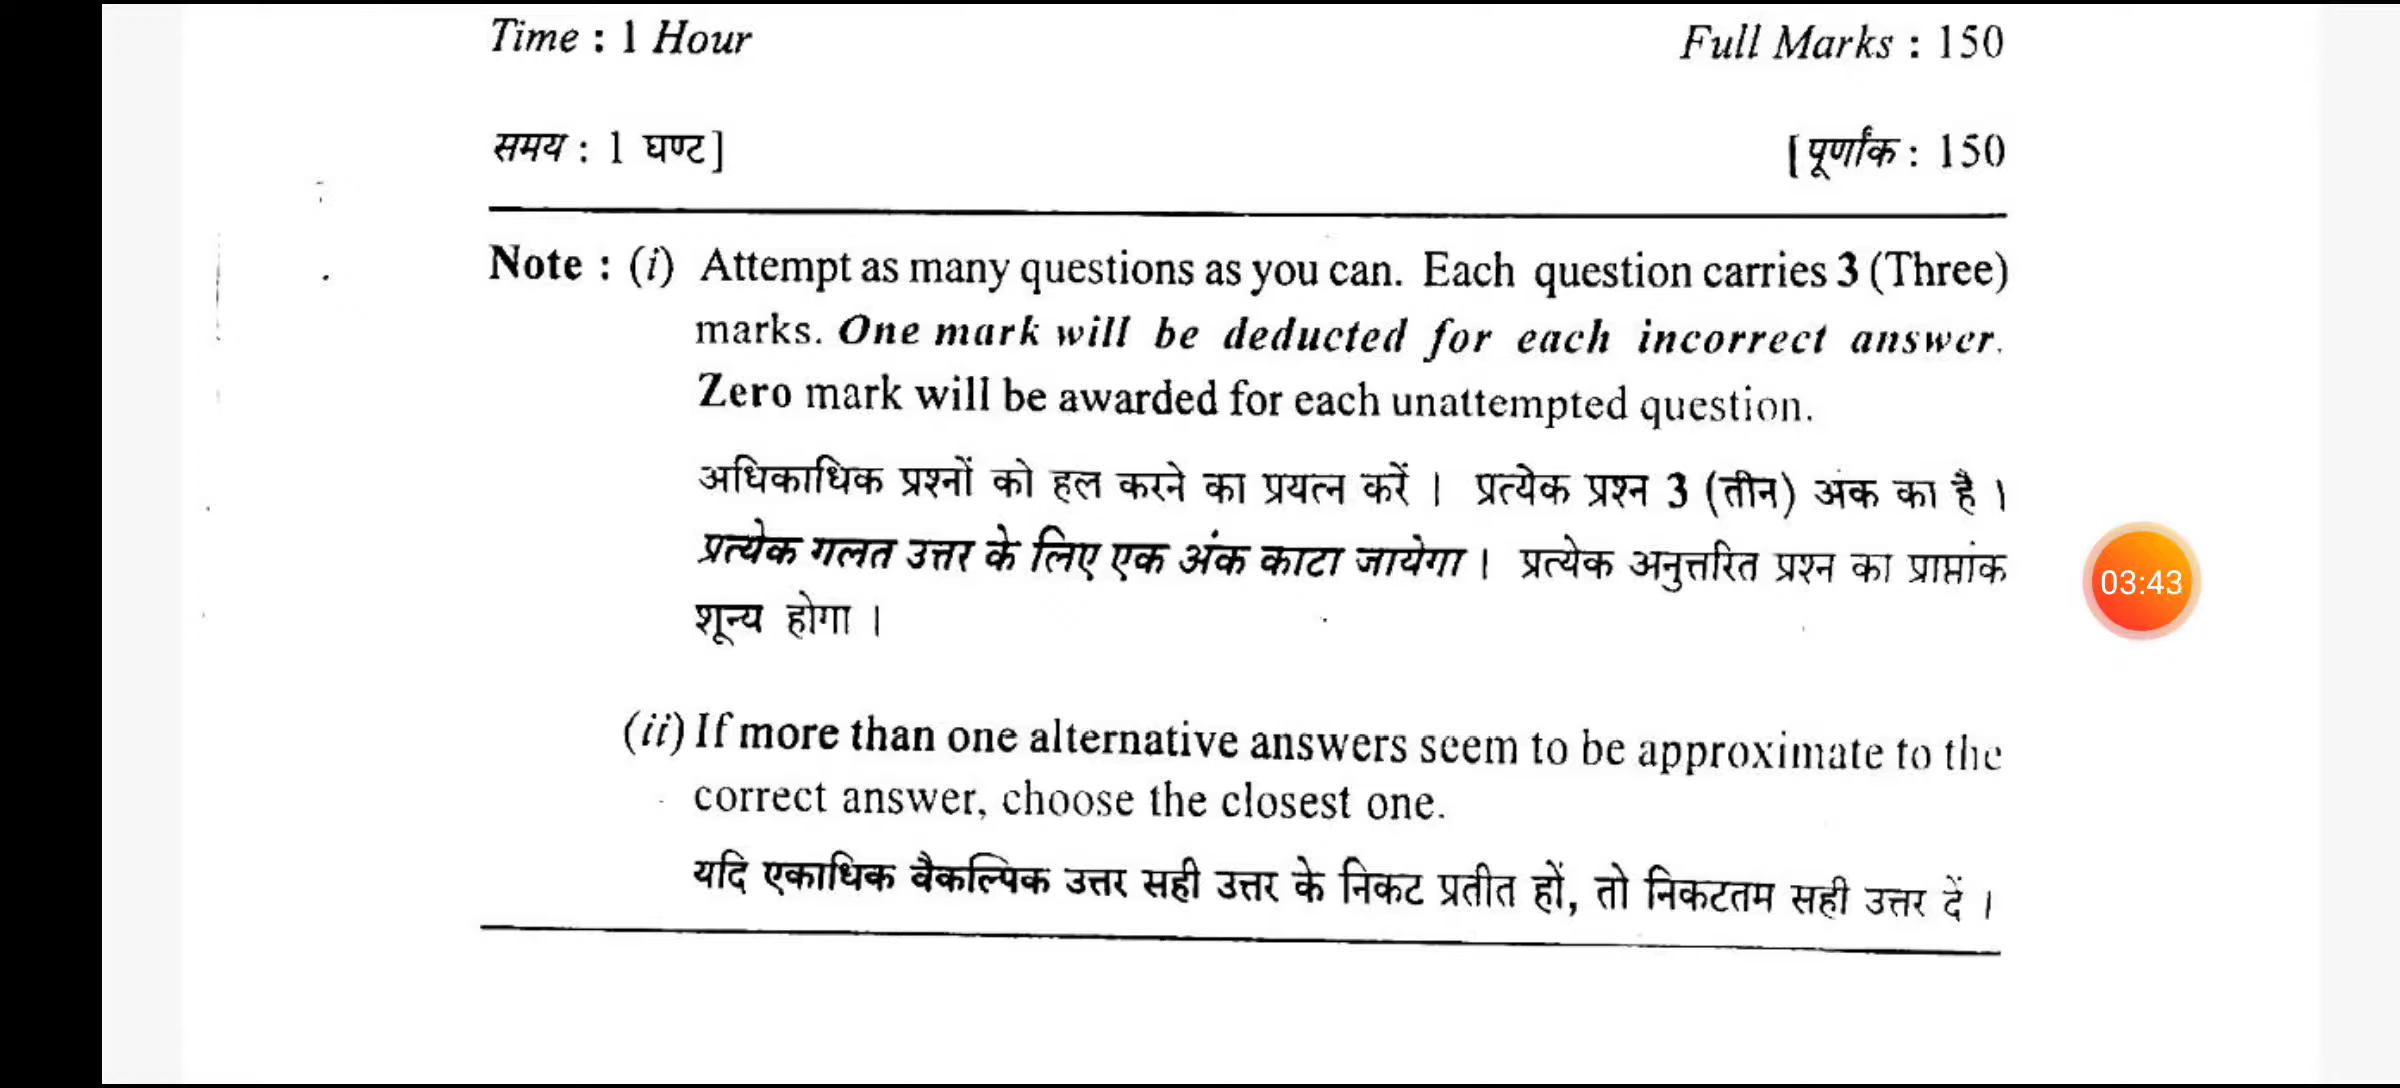 Time : 1 Hour
Full Marks : 150
समय : 1 घण्ट]
[पूर्णांक : 150
Note : (i) Attempt as many questions as you can. Each question carries 3 (Three)
marks. One mark will be deducted for each incorrect answer.
Zero mark will be awarded for each unattempted question.
अधिकाधिक प्रश्नों को हल करने का प्रयत्न करें । प्रत्येक प्रश्न 3 (तीन) अंक का है ।
प्रत्येक गलत उत्तर के लिए एक अंक काटा जायेगा । प्रत्येक अनुत्तरित प्रश्न का प्राप्तांक
शून्य होगा ।
03:43
(ii) If more than one alternative answers seem to be approximate to the
correct answer, choose the closest one.
यदि एकाधिक वैकल्पिक उत्तर सही उत्तर के निकट प्रतीत हों, तो निकटतम सही उत्तर दें ।